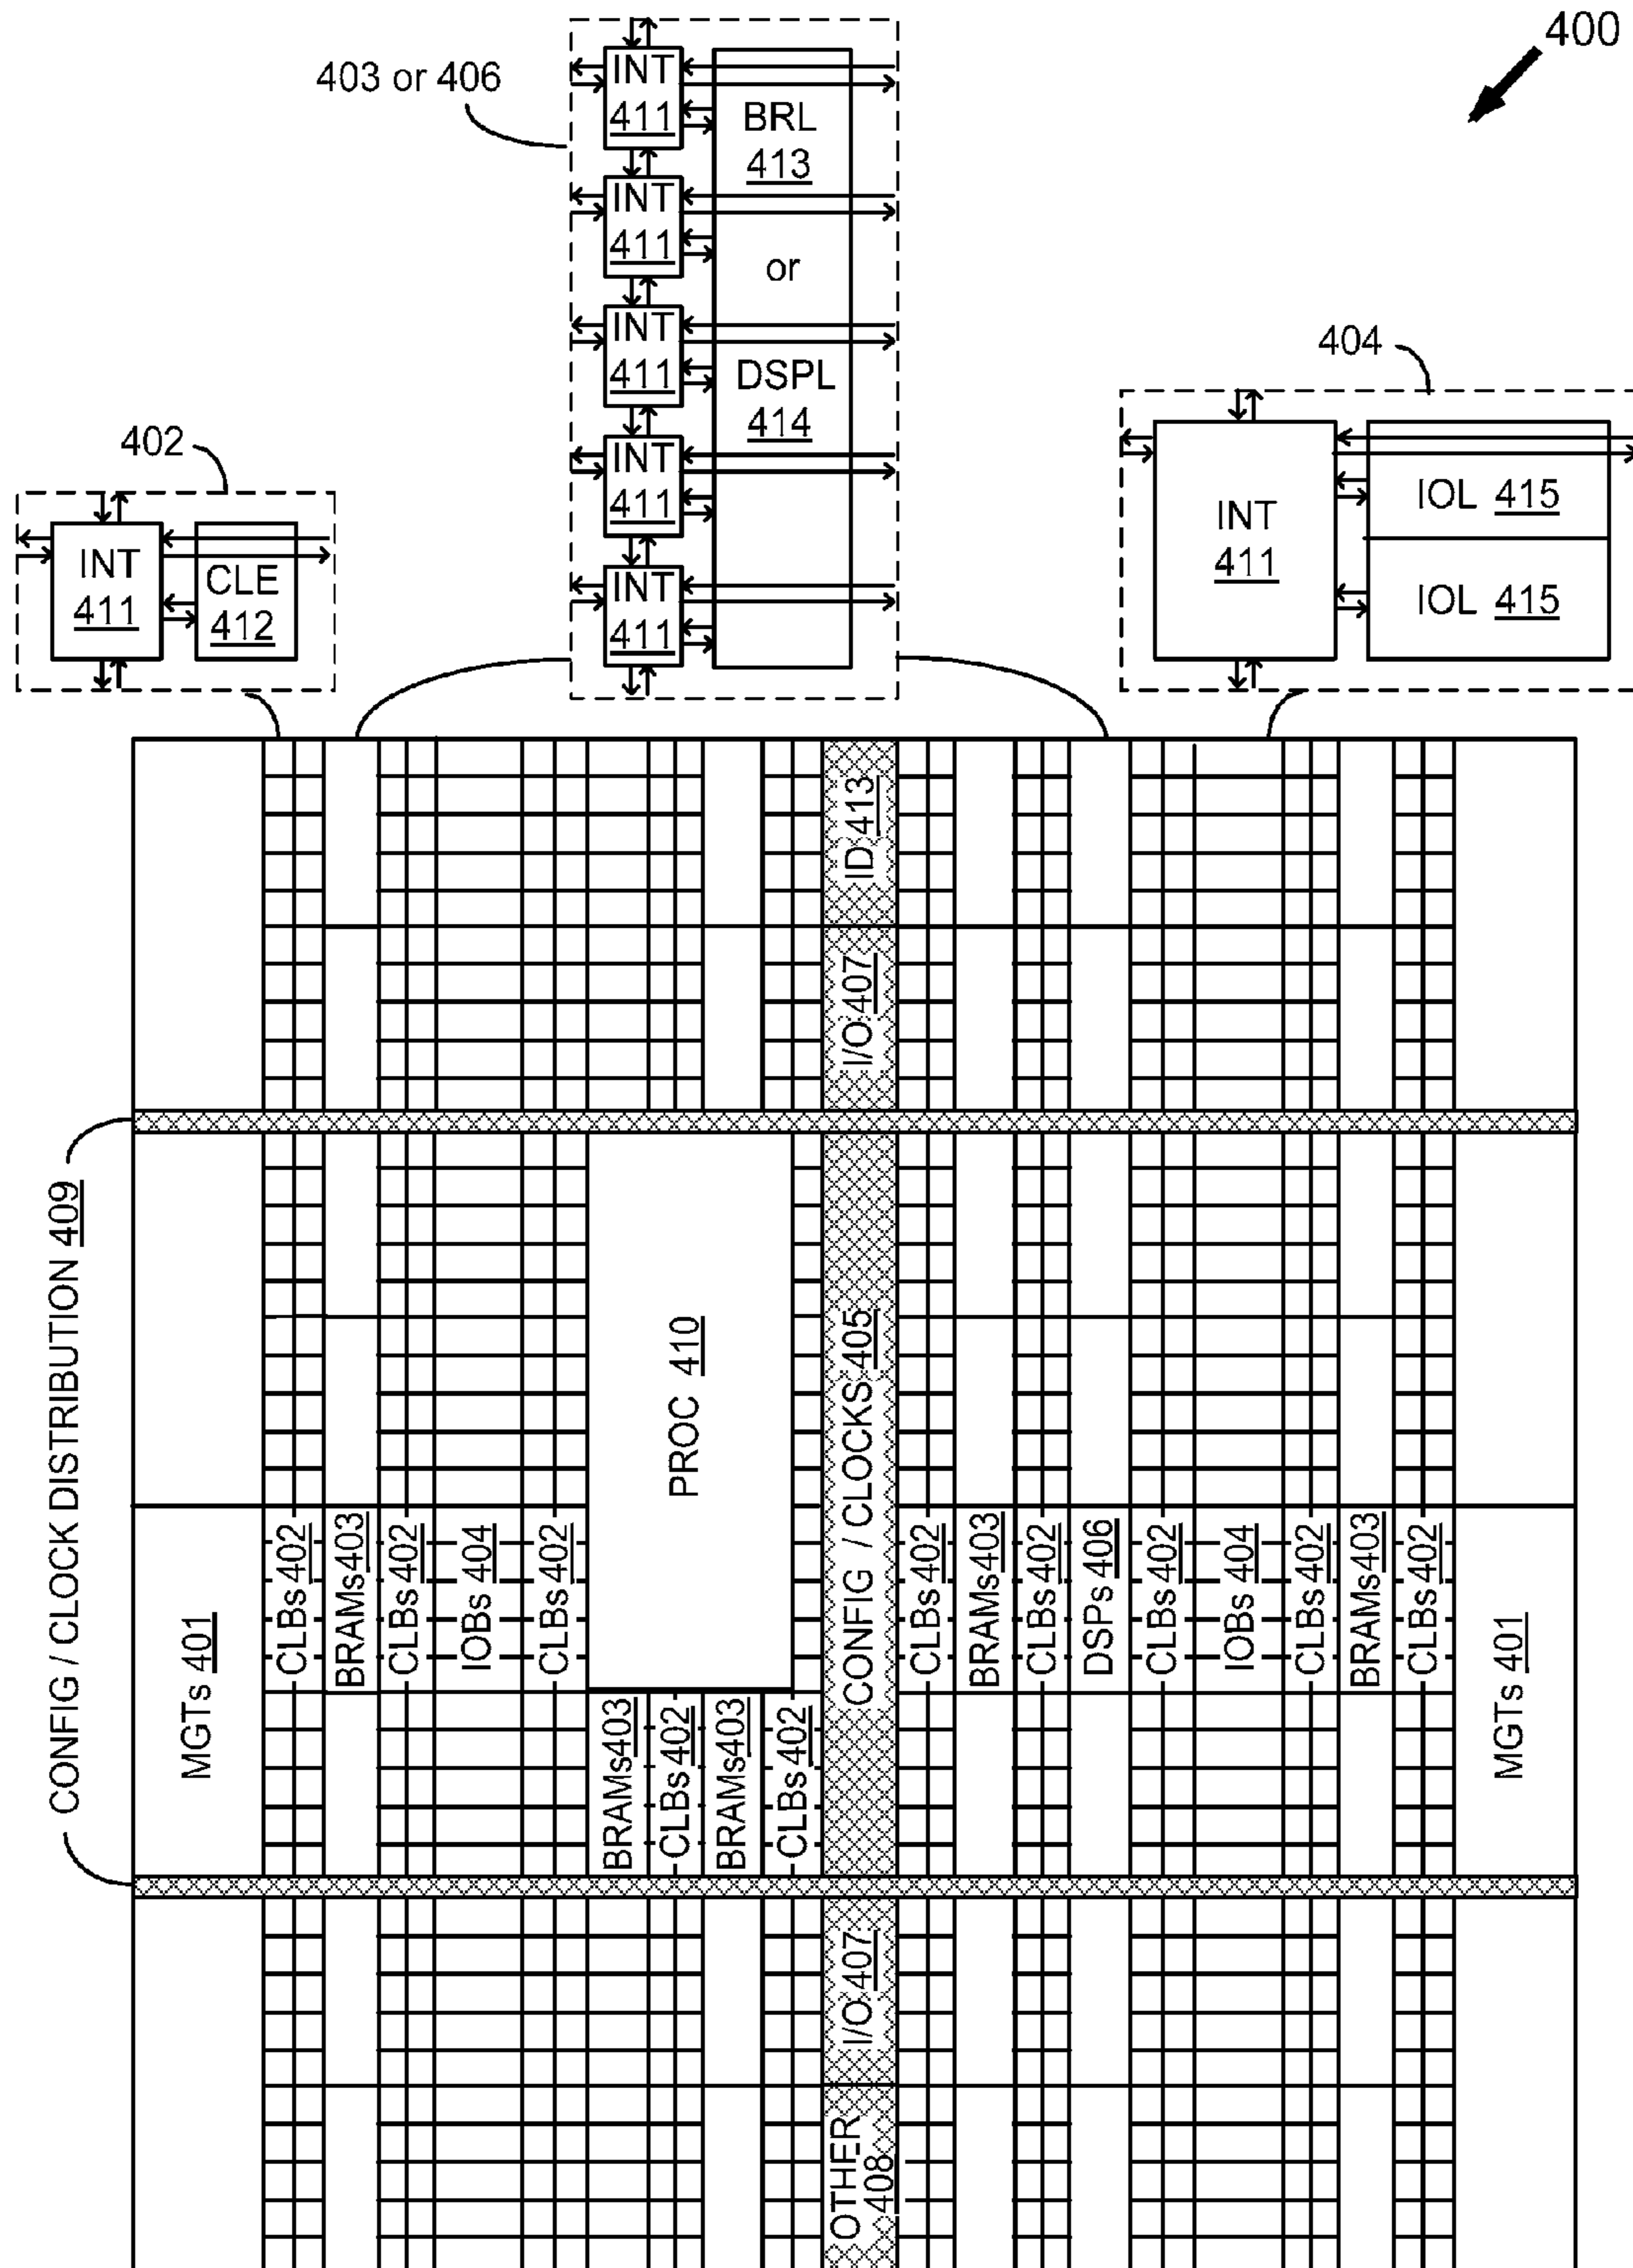 400
403 or 406
INT
411
INT
411
INT
411
INT
411
INT
411
BRL
413
or
DSPL
414
404
INT
411
IOL 415
IOL 415
402
INT
411
CLE
412
ID 413
I/O 407
CONFIG / CLOCK DISTRIBUTION 409
PROC 410
CONFIG / CLOCKS 405
MGTs 401
CLBs 402
BRAMs 403
CLBs 402
IOBs 404
CLBs 402
BRAMs 403
CLBs 402
BRAMs 403
CLBs 402
CLBs 402
BRAMs 403
CLBs 402
DSPs 406
CLBs 402
IOBs 404
CLBs 402
BRAMs 403
CLBs 402
MGTs 401
I/O 407
OTHER
408